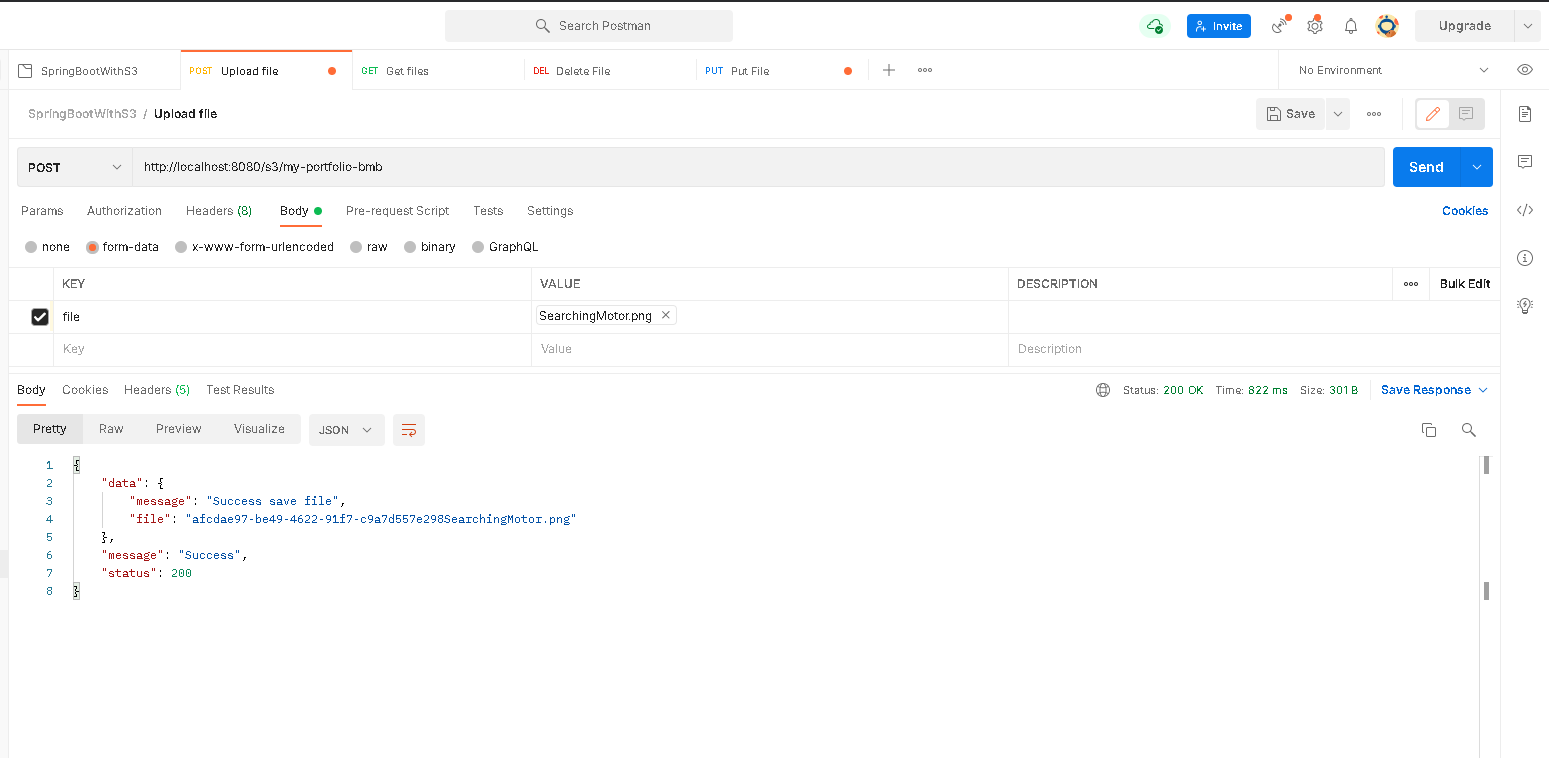 Search Postman
Invite
Upgrade
SpringBootWithS3
POST Upload file
GET Get files
DEL Delete File
PUT Put File
No Environment
SpringBootWithS3 / Upload file
Save
POST
http://localhost:8080/s3/my-portfolio-bmb
Send
Params Authorization Headers (8) Body Pre-request Script Tests Settings
Cookies
none form-data x-www-form-urlencoded raw binary GraphQL
KEY VALUE DESCRIPTION Bulk Edit
file SearchingMotor.png
Key Value Description
Body Cookies Headers (5) Test Results
Status: 200 OK Time: 822 ms Size: 301 B Save Response
Pretty Raw Preview Visualize JSON
1 {
2 "data": {
3 "message": "Success save file",
4 "file": "afcdae97-be49-4622-91f7-c9a7d557e298SearchingMotor.png"
5 },
6 "message": "Success",
7 "status": 200
8 }